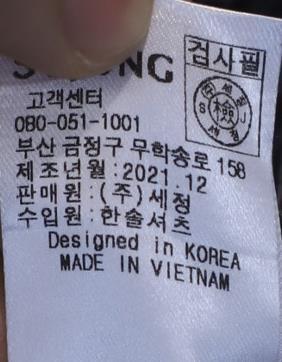 검사필
고객센터
080-051-1001
부산 금정구 무학송로 158
제조년월:2021.12
판매원:(주)세정
수입원:한솔셔츠
Designed in KOREA
MADE IN VIETNAM